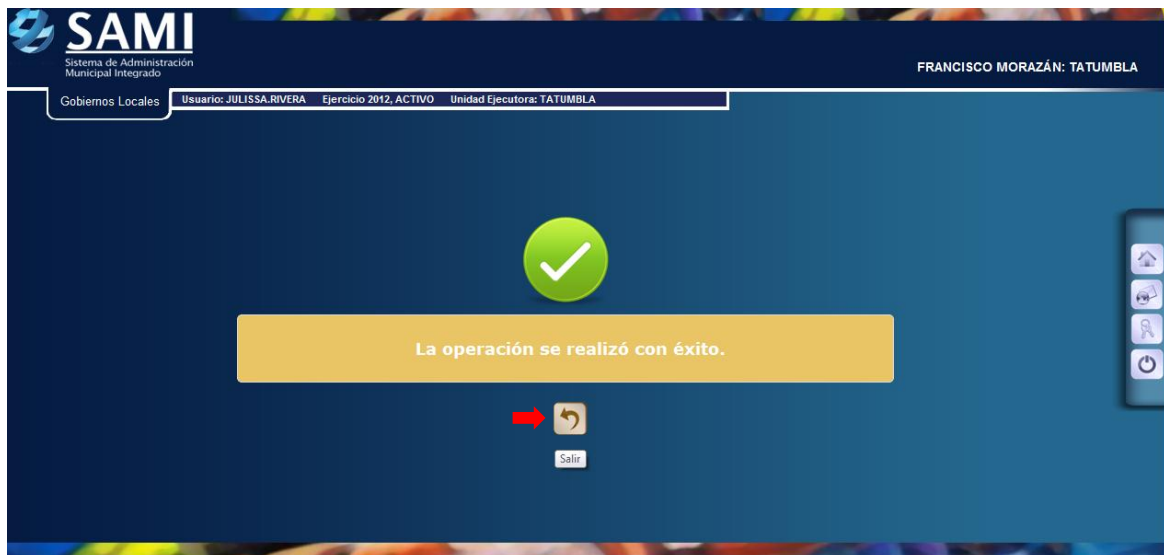 SAMI
Sistema de Administración
Municipal Integrado
FRANCISCO MORAZÁN: TATUMBLA
Gobiernos Locales
Usuario: JULISSA.RIVERA Ejercicio 2012, ACTIVO Unidad Ejecutora: TATUMBLA
La operación se realizó con éxito.
Salir